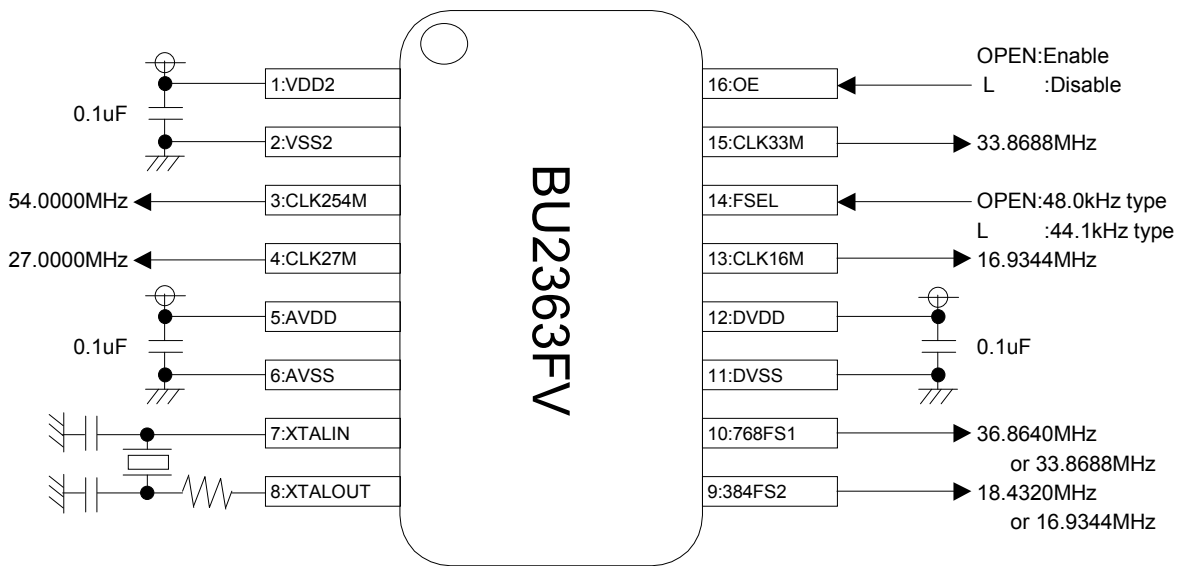 0.1uF
1:VDD2
2:VSS2
54.0000MHz
3:CLK254M
27.0000MHz
4:CLK27M
0.1uF
5:AVDD
6:AVSS
7:XTALIN
8:XTALOUT
BU2363FV
16:OE
OPEN:Enable
L :Disable
15:CLK33M
33.8688MHz
14:FSEL
OPEN:48.0kHz type
L :44.1kHz type
13:CLK16M
16.9344MHz
12:DVDD
0.1uF
11:DVSS
10:768FS1
36.8640MHz
or 33.8688MHz
9:384FS2
18.4320MHz
or 16.9344MHz